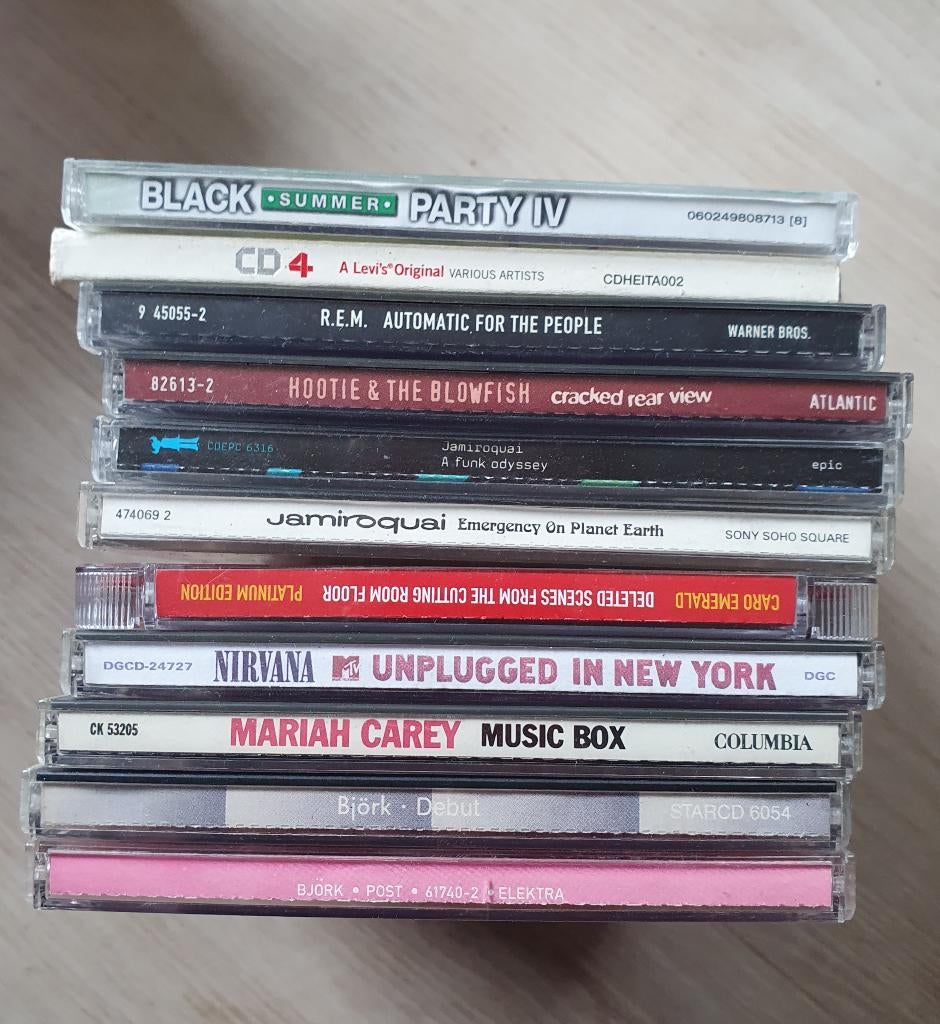 BLACK •SUMMER• PARTY IV 060249808713 [8]
CD 4 A Levi's® Original VARIOUS ARTISTS CDHEITA002
9 45055-2 R.E.M. AUTOMATIC FOR THE PEOPLE WARNER BROS.
82613-2 HOOTIE & THE BLOWFISH cracked rear view ATLANTIC
CDEPC 6316 Jamiroquai
A funk odyssey epic
474069 2 Jamiroquai Emergency On Planet Earth SONY SOHO SQUARE
CARO EMERALD DELETED SCENES FROM THE CUTTING ROOM FLOOR PLATINUM EDITION
DGCD-24727 NIRVANA MTV UNPLUGGED IN NEW YORK DGC
CK 53205 MARIAH CAREY MUSIC BOX COLUMBIA
Björk · Debut STARCD 6054
BJÖRK • POST • 61740-2 • ELEKTRA